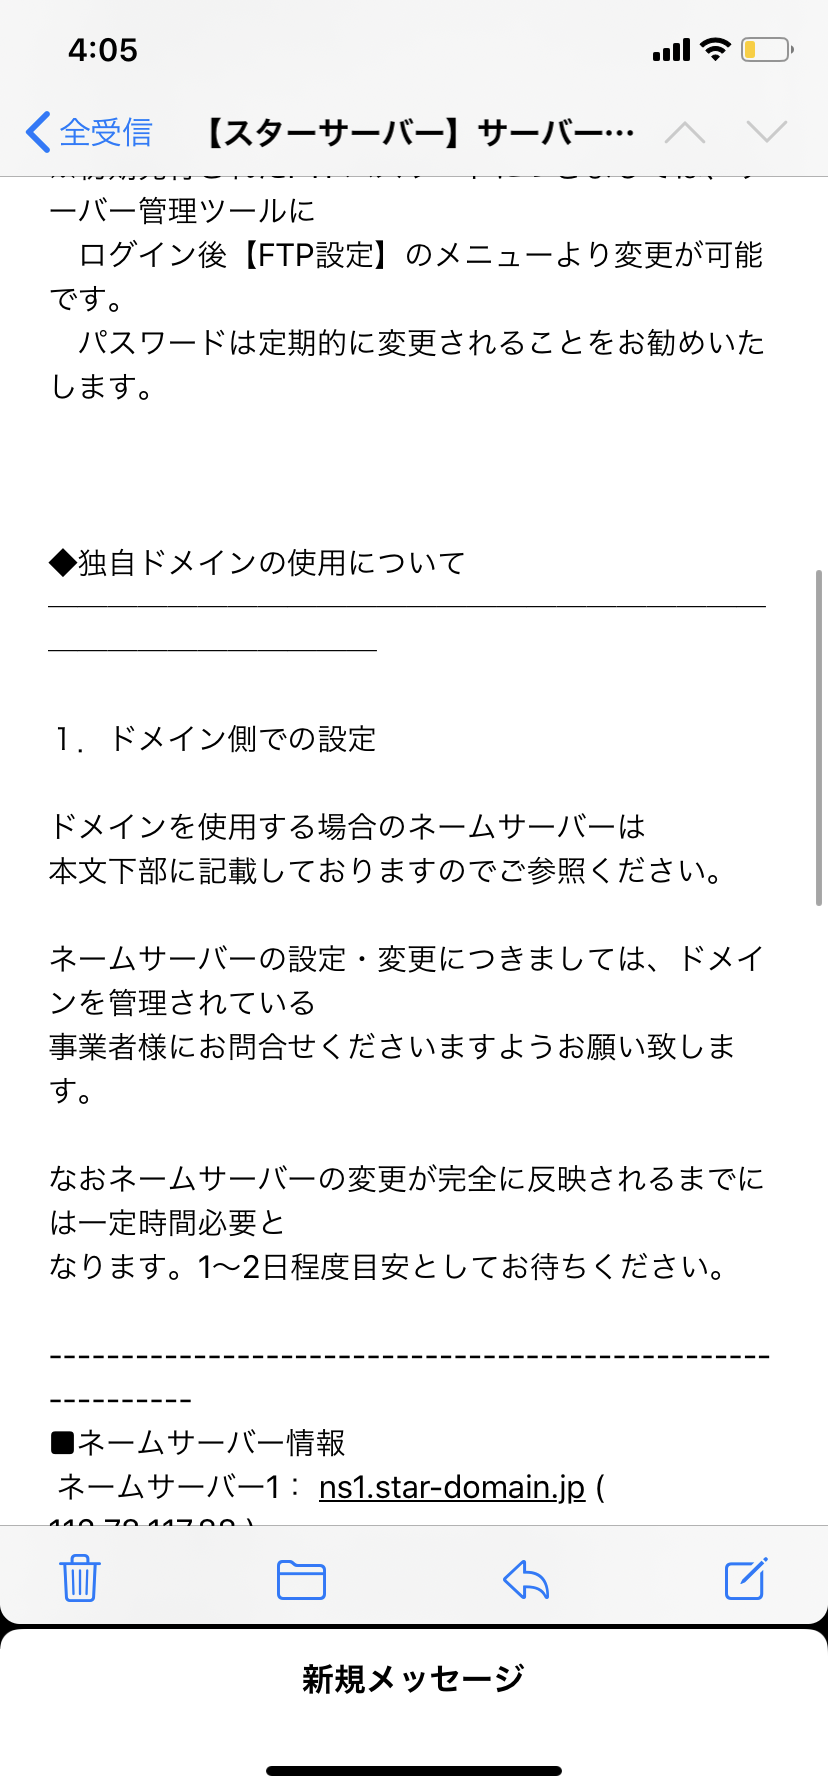 4:05
全受信
【スターサーバー】サーバー…
ーバー管理ツールに
　ログイン後【FTP設定】のメニューより変更が可能
です。
　パスワードは定期的に変更されることをお勧めいた
します。
◆独自ドメインの使用について
１．ドメイン側での設定
ドメインを使用する場合のネームサーバーは
本文下部に記載しておりますのでご参照ください。
ネームサーバーの設定・変更につきましては、ドメイ
ンを管理されている
事業者様にお問合せくださいますようお願い致しま
す。
なおネームサーバーの変更が完全に反映されるまでに
は一定時間必要と
なります。1〜2日程度目安としてお待ちください。
------------------------------------------------
----------
■ネームサーバー情報
ネームサーバー1： ns1.star-domain.jp (
新規メッセージ